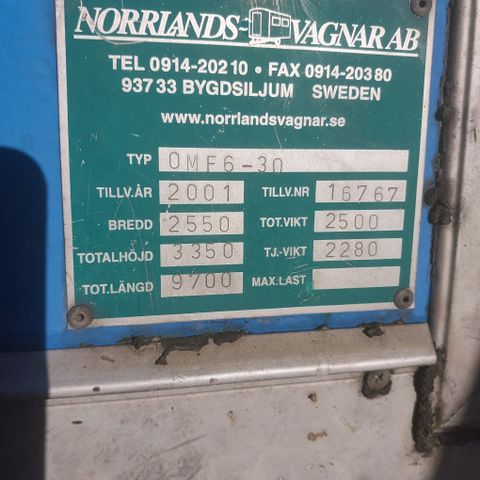 NORRLANDS VAGNAR AB
TEL 0914-202 10 • FAX 0914-203 80
937 33 BYGDSILJUM SWEDEN
www.norrlandsvagnar.se
TYP OMF6-30
TILLV.ÅR 2001 TILLV.NR 16767
BREDD 2550 TOT.VIKT 2500
TOTALHÖJD 3350 TJ.-VIKT 2280
TOT.LÄNGD 9700 MAX.LAST